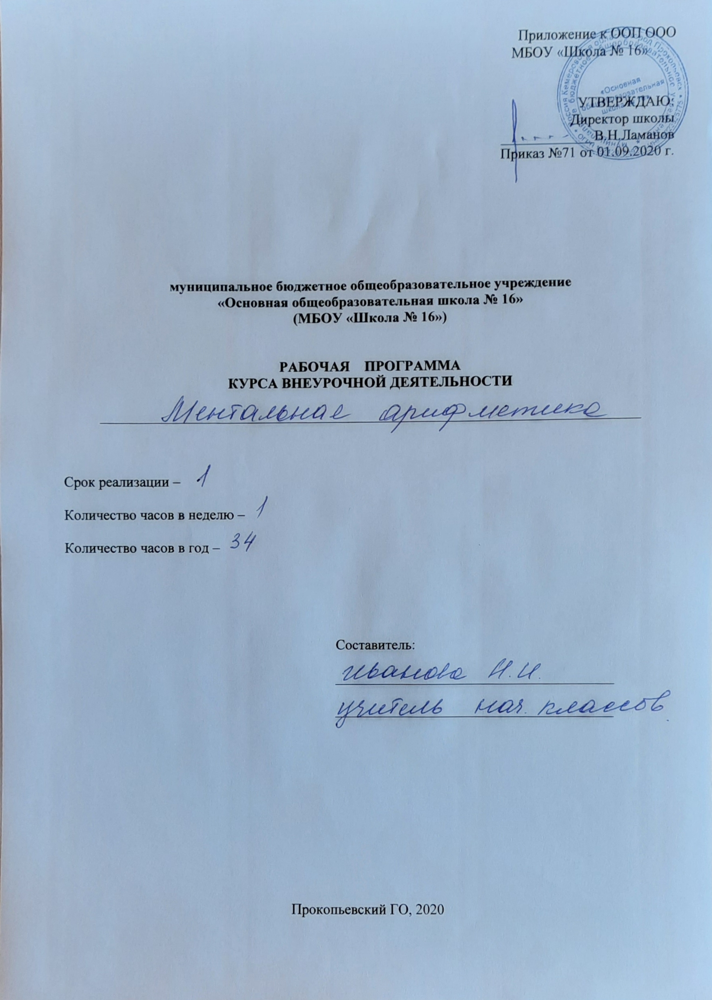 Приложение к ООП ООО
МБОУ «Школа № 16»
«Основная
общеобразовательная
школа
УТВЕРЖДАЮ:
Директор школы
В.Н.Ламанов
Приказ №71 от 01.09.2020 г.
муниципальное бюджетное общеобразовательное учреждение
«Основная общеобразовательная школа № 16»
(МБОУ «Школа № 16»)
РАБОЧАЯ ПРОГРАММА
КУРСА ВНЕУРОЧНОЙ ДЕЯТЕЛЬНОСТИ
Ментальная арифметика
Срок реализации – 1
Количество часов в неделю – 1
Количество часов в год – 34
Составитель:
Иванова Н.И.
учитель нач. классов
Прокопьевский ГО, 2020